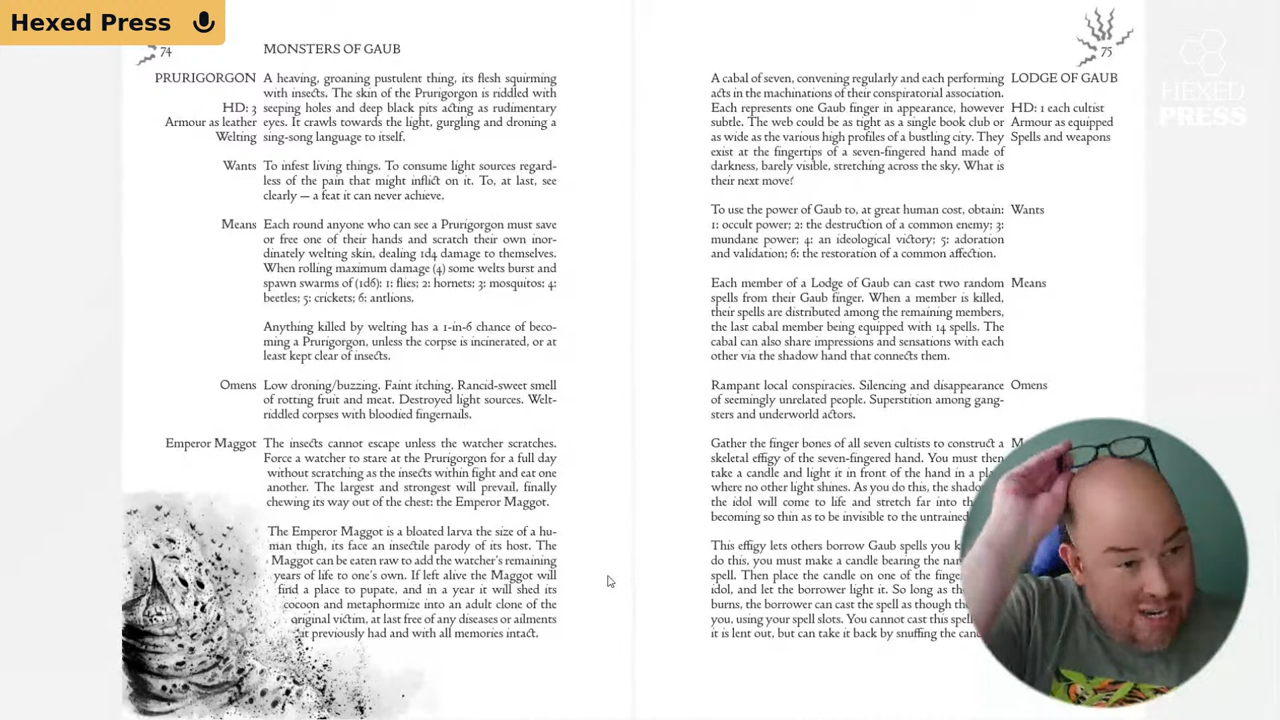 Hexed Press
74
MONSTERS OF GAUB
PRURIGORGON
HD: 3
Armour as leather
Welting
A heaving, groaning pustulent thing, its flesh squirming
with insects. The skin of the Prurigorgon is riddled with
seeping holes and deep black pits acting as rudimentary
eyes. It crawls towards the light, gurgling and droning a
sing-song language to itself.
Wants
To infest living things. To consume light sources regard-
less of the pain that might inflict on it. To, at last, see
clearly — a feat it can never achieve.
Means
Each round anyone who can see a Prurigorgon must save
or free one of their hands and scratch their own inor-
dinately welting skin, dealing 1d4 damage to themselves.
When rolling maximum damage (4) some welts burst and
spawn swarms of (1d6): 1: flies; 2: hornets; 3: mosquitos; 4:
beetles; 5: crickets; 6: antlions.
Anything killed by welting has a 1-in-6 chance of beco-
ming a Prurigorgon, unless the corpse is incinerated, or at
least kept clear of insects.
Omens
Low droning/buzzing. Faint itching. Rancid-sweet smell
of rotting fruit and meat. Destroyed light sources. Welt-
riddled corpses with bloodied fingernails.
Emperor Maggot
The insects cannot escape unless the watcher scratches.
Force a watcher to stare at the Prurigorgon for a full day
without scratching as the insects within fight and eat one
another. The largest and strongest will prevail, finally
chewing its way out of the chest: the Emperor Maggot.
The Emperor Maggot is a bloated larva the size of a hu-
man thigh, its face an insectile parody of its host. The
Maggot can be eaten raw to add the watcher's remaining
years of life to one's own. If left alive the Maggot will
find a place to pupate, and in a year it will shed its
cocoon and metaphormize into an adult clone of the
original victim, at last free of any diseases or ailments
at previously had and with all memories intact.
75
LODGE OF GAUB
HD: 1 each cultist
Armour as equipped
Spells and weapons
A cabal of seven, convening regularly and each performing
acts in the machinations of their conspiratorial association.
Each represents one Gaub finger in appearance, however
subtle. The web could be as tight as a single book club or
as wide as the various high profiles of a bustling city. They
exist at the fingertips of a seven-fingered hand made of
darkness, barely visible, stretching across the sky. What is
their next move?
Wants
To use the power of Gaub to, at great human cost, obtain:
1: occult power; 2: the destruction of a common enemy; 3:
mundane power; 4: an ideological victory; 5: adoration
and validation; 6: the restoration of a common affection.
Means
Each member of a Lodge of Gaub can cast two random
spells from their Gaub finger. When a member is killed,
their spells are distributed among the remaining members,
the last cabal member being equipped with 14 spells. The
cabal can also share impressions and sensations with each
other via the shadow hand that connects them.
Omens
Rampant local conspiracies. Silencing and disappearance
of seemingly unrelated people. Superstition among gang-
sters and underworld actors.
Gather the finger bones of all seven cultists to construct a
skeletal effigy of the seven-fingered hand. You must then
take a candle and light it in front of the hand in a
where no other light shines. As you do this, the
the idol will come to life and stretch far into
becoming so thin as to be invisible to the
This effigy lets others borrow Gaub spells you
do this, you must make a candle bearing the
spell. Then place the candle on one of the
idol, and let the borrower light it. So long as
burns, the borrower can cast the spell as though
you, using your spell slots. You cannot cast this
it is lent out, but can take it back by snuffing the
HEXED
PRESS